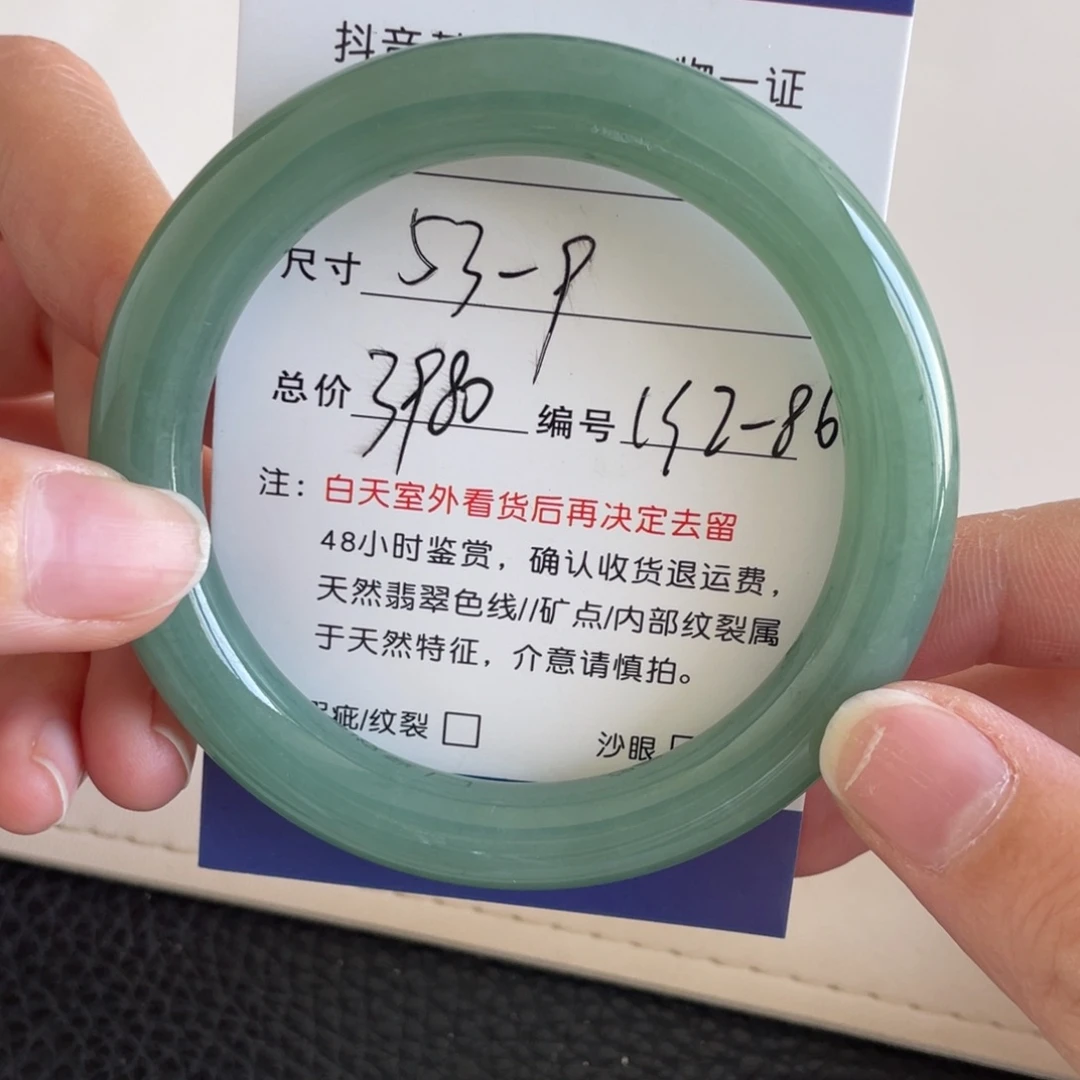 抖音
一证
尺寸 53-9
总价 3980 编号 152-86
注：白天室外看货后再决定去留
48小时鉴赏，确认收货退运费，
天然翡翠色线//矿点/内部纹裂属
于天然特征，介意请慎拍。
疵/纹裂 □ 沙眼